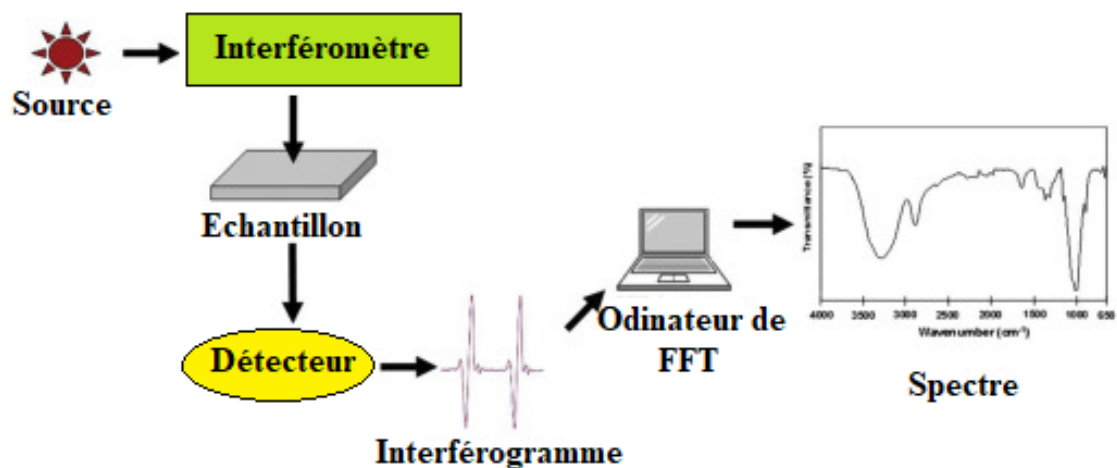 Interféromètre
Source
Echantillon
Détecteur
Interférogramme
Odinateur de
FFT
Transmittance (%)
4000 3500 3000 2500 2000 1500 1000 650
Wavenumber (cm-1)
Spectre